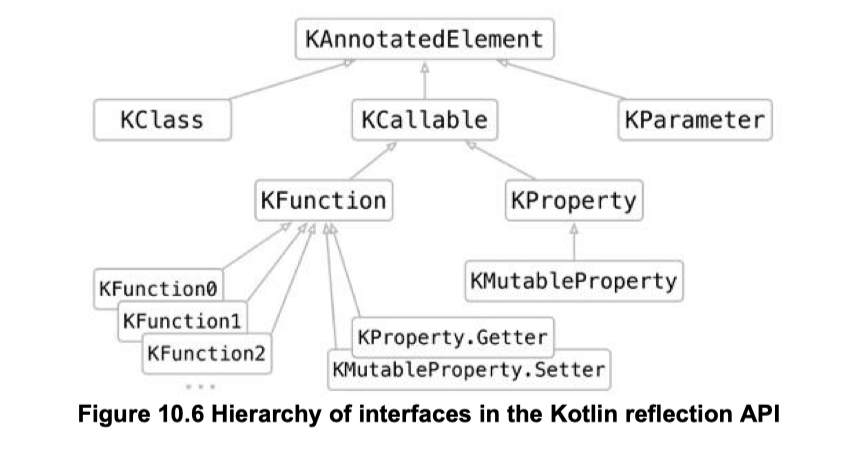 KAnnotatedElement
KClass
KCallable
KParameter
KFunction
KProperty
KFunction0
KMutableProperty
KFunction1
KProperty.Getter
KFunction2
KMutableProperty.Setter
...
Figure 10.6 Hierarchy of interfaces in the Kotlin reflection API